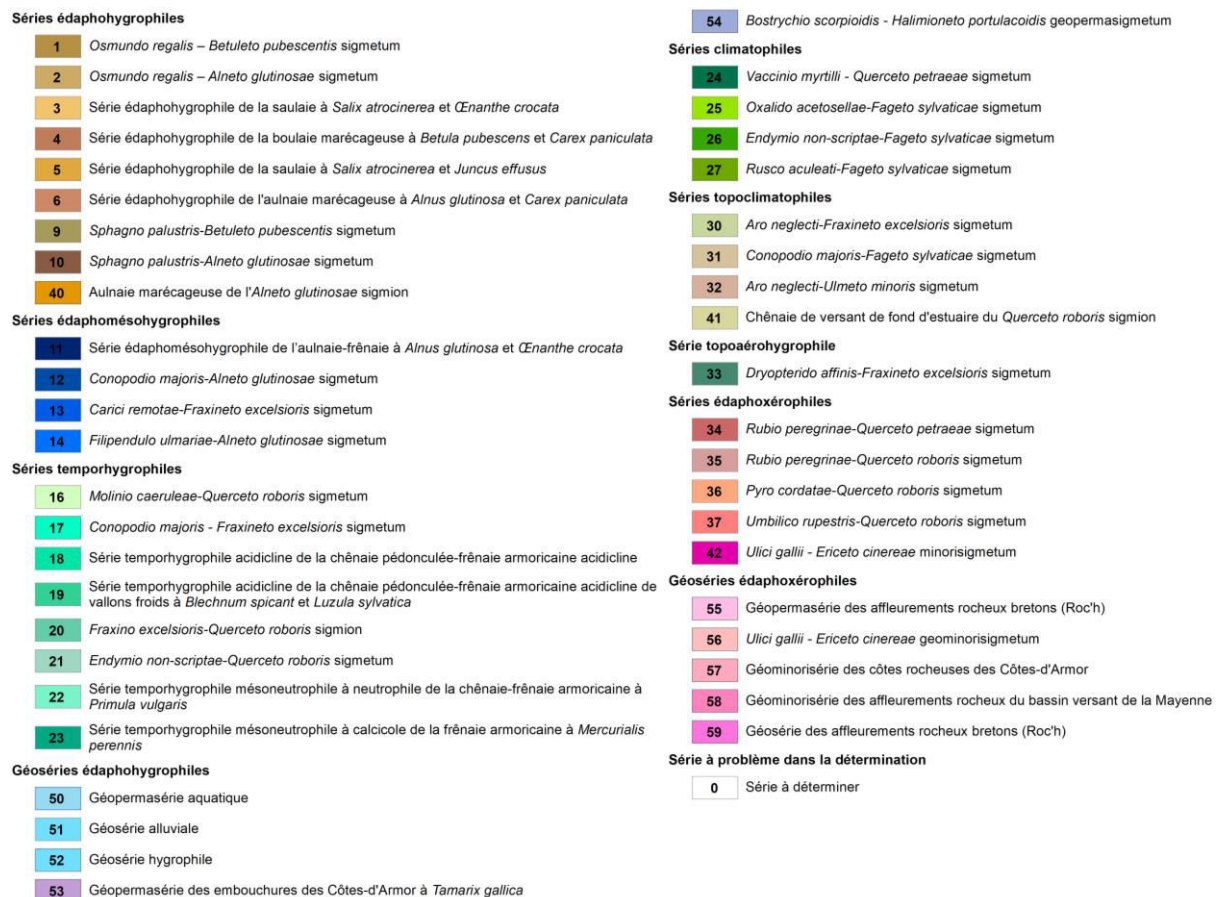 Séries édaphohygrophiles
1 Osmundo regalis – Betuleto pubescentis sigmetum
2 Osmundo regalis – Alneto glutinosae sigmetum
3 Série édaphohygrophile de la saulaie à Salix atrocinerea et Œnanthe crocata
4 Série édaphohygrophile de la boulaie marécageuse à Betula pubescens et Carex paniculata
5 Série édaphohygrophile de la saulaie à Salix atrocinerea et Juncus effusus
6 Série édaphohygrophile de l'aulnaie marécageuse à Alnus glutinosa et Carex paniculata
9 Sphagno palustris-Betuleto pubescentis sigmetum
10 Sphagno palustris-Alneto glutinosae sigmetum
40 Aulnaie marécageuse de l'Alneto glutinosae sigmion
Séries édaphomésohygrophiles
11 Série édaphomésohygrophile de l’aulnaie-frênaie à Alnus glutinosa et Œnanthe crocata
12 Conopodio majoris-Alneto glutinosae sigmetum
13 Carici remotae-Fraxineto excelsioris sigmetum
14 Filipendulo ulmariae-Alneto glutinosae sigmetum
Séries temporhygrophiles
16 Molinio caeruleae-Querceto roboris sigmetum
17 Conopodio majoris - Fraxineto excelsioris sigmetum
18 Série temporhygrophile acidicline de la chênaie pédonculée-frênaie armoricaine acidicline
19 Série temporhygrophile acidicline de la chênaie pédonculée-frênaie armoricaine acidicline de
vallons froids à Blechnum spicant et Luzula sylvatica
20 Fraxino excelsioris-Querceto roboris sigmion
21 Endymio non-scriptae-Querceto roboris sigmetum
22 Série temporhygrophile mésoneutrophile à neutrophile de la chênaie-frênaie armoricaine à
Primula vulgaris
23 Série temporhygrophile mésoneutrophile à calcicole de la frênaie armoricaine à Mercurialis
perennis
Géoséries édaphohygrophiles
50 Géopermasérie aquatique
51 Géosérie alluviale
52 Géosérie hygrophile
53 Géopermasérie des embouchures des Côtes-d'Armor à Tamarix gallica
54 Bostrychio scorpioidis - Halimioneto portulacoidis geopermasigmetum
Séries climatophiles
24 Vaccinio myrtilli - Querceto petraeae sigmetum
25 Oxalido acetosellae-Fageto sylvaticae sigmetum
26 Endymio non-scriptae-Fageto sylvaticae sigmetum
27 Rusco aculeati-Fageto sylvaticae sigmetum
Séries topoclimatophiles
30 Aro neglecti-Fraxineto excelsioris sigmetum
31 Conopodio majoris-Fageto sylvaticae sigmetum
32 Aro neglecti-Ulmeto minoris sigmetum
41 Chênaie de versant de fond d'estuaire du Querceto roboris sigmion
Série topoaérohygrophile
33 Dryopterido affinis-Fraxineto excelsioris sigmetum
Séries édaphoxérophiles
34 Rubio peregrinae-Querceto petraeae sigmetum
35 Rubio peregrinae-Querceto roboris sigmetum
36 Pyro cordatae-Querceto roboris sigmetum
37 Umbilico rupestris-Querceto roboris sigmetum
42 Ulici gallii - Ericeto cinereae minorisigmetum
Géoséries édaphoxérophiles
55 Géopermasérie des affleurements rocheux bretons (Roc'h)
56 Ulici gallii - Ericeto cinereae geominorisigmetum
57 Géominorisérie des côtes rocheuses des Côtes-d'Armor
58 Géominorisérie des affleurements rocheux du bassin versant de la Mayenne
59 Géosérie des affleurements rocheux bretons (Roc'h)
Série à problème dans la détermination
0 Série à déterminer